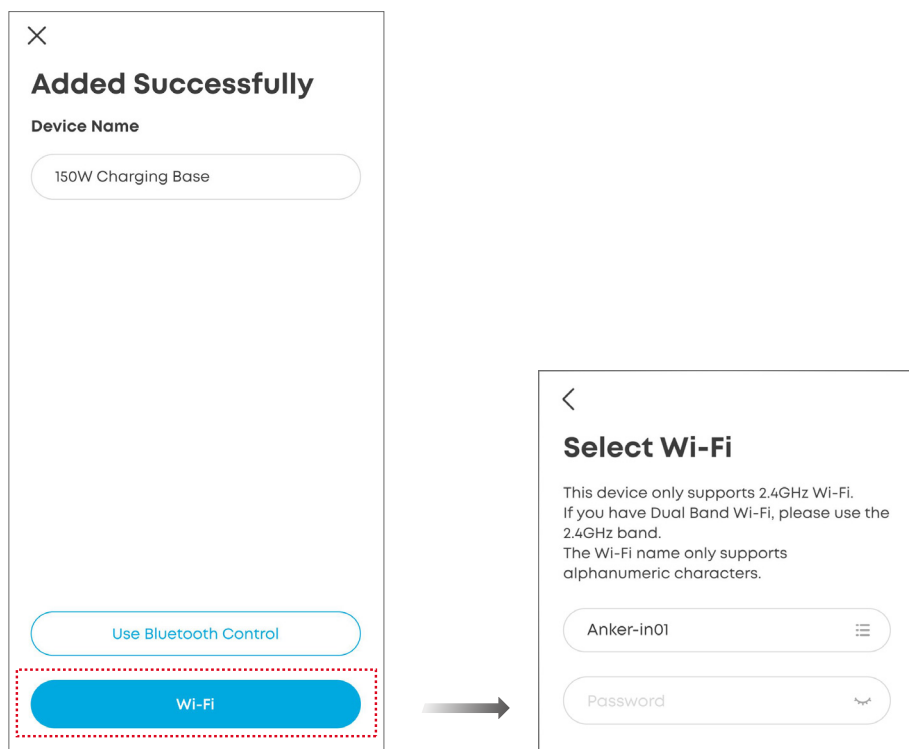 Added Successfully
Device Name
150W Charging Base
Use Bluetooth Control
Wi-Fi
Select Wi-Fi
This device only supports 2.4GHz Wi-Fi.
If you have Dual Band Wi-Fi, please use the
2.4GHz band.
The Wi-Fi name only supports
alphanumeric characters.
Anker-in01
Password